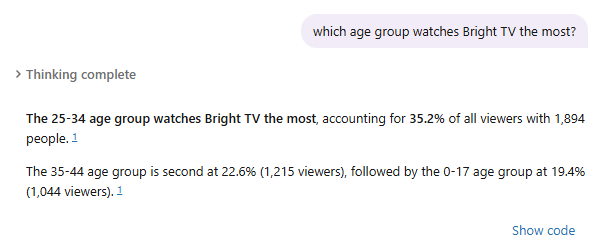 which age group watches Bright TV the most?
Thinking complete
The 25-34 age group watches Bright TV the most, accounting for 35.2% of all viewers with 1,894
people. 1
The 35-44 age group is second at 22.6% (1,215 viewers), followed by the 0-17 age group at 19.4%
(1,044 viewers). 1
Show code